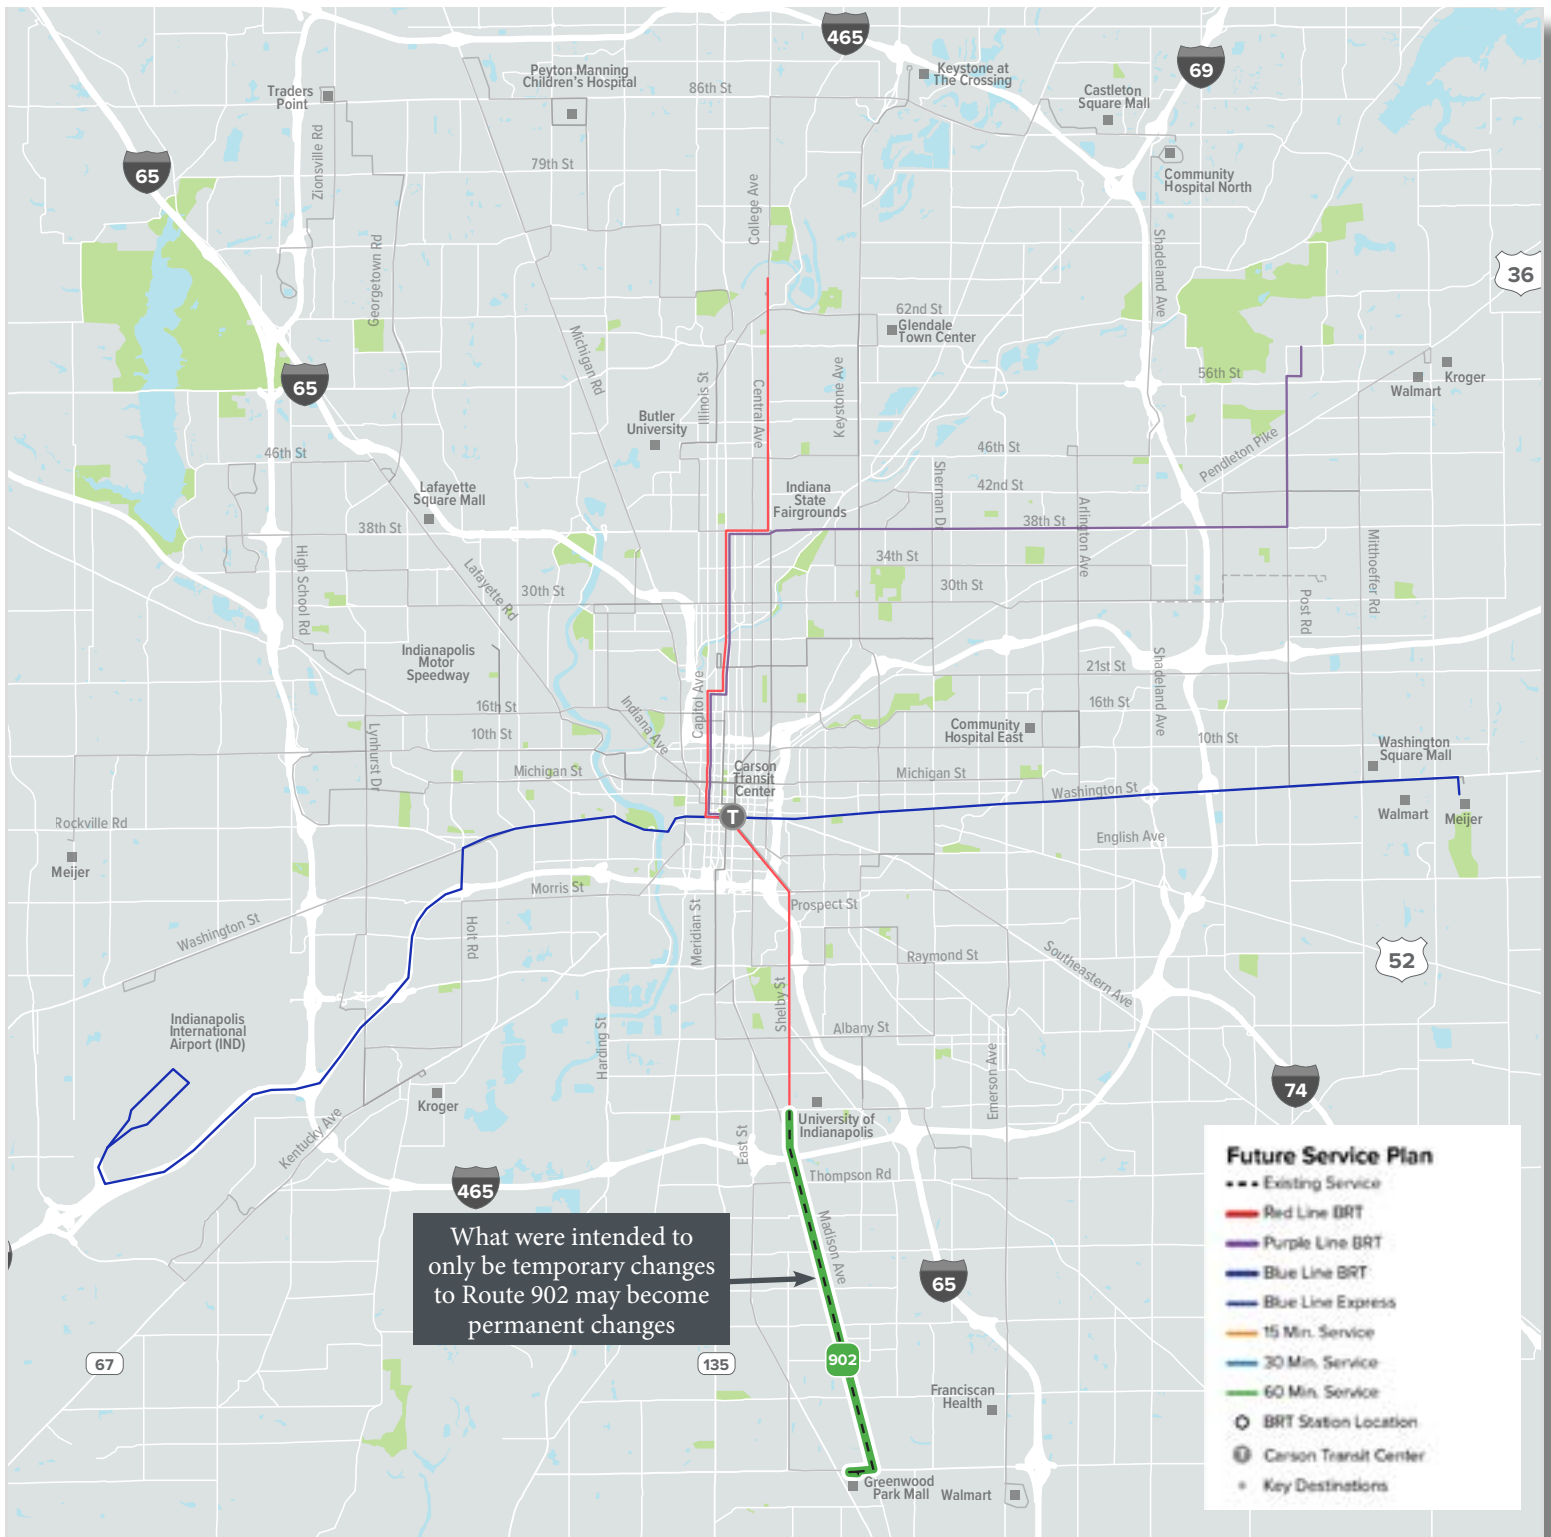 465
69
Keystone at
The Crossing
Peyton Manning
Children's Hospital
86th St
Traders
Point
Castleton
Square Mall
Zionsville Rd
65
79th St
Community
Hospital North
College Ave
Georgetown Rd
Shadeland Ave
36
62nd St
Glendale
Town Center
Michigan Rd
65
Illinois St
Central Ave
Keystone Ave
56th St
Walmart
Kroger
Butler
University
46th St
46th St
Pendleton Pike
Lafayette
Square Mall
Indiana
State
Fairgrounds
Sherman Dr
42nd St
Arlington Ave
38th St
38th St
High School Rd
Lafayette Rd
34th St
30th St
30th St
Mitthoeffer Rd
Post Rd
Indianapolis
Motor
Speedway
21st St
Shadeland Ave
Capitol Ave
Indiana Ave
16th St
16th St
10th St
Community
Hospital East
10th St
Lynhurst Dr
Washington
Square Mall
Michigan St
Carson
Transit
Center
Michigan St
Washington St
T
Walmart
Meijer
Rockville Rd
English Ave
Meijer
Morris St
Prospect St
Washington St
Holt Rd
Meridian St
Raymond St
Southeastern Ave
52
Shelby St
Indianapolis
International
Airport (IND)
Harding St
Albany St
Emerson Ave
74
Kroger
University of
Indianapolis
Kentucky Ave
East St
465
Thompson Rd
Madison Ave
What were intended to
only be temporary changes
to Route 902 may become
permanent changes
65
67
135
902
Franciscan
Health
Greenwood
Park Mall
Walmart
Future Service Plan
Existing Service
Red Line BRT
Purple Line BRT
Blue Line BRT
Blue Line Express
15 Min. Service
30 Min. Service
60 Min. Service
BRT Station Location
T Carson Transit Center
Key Destinations